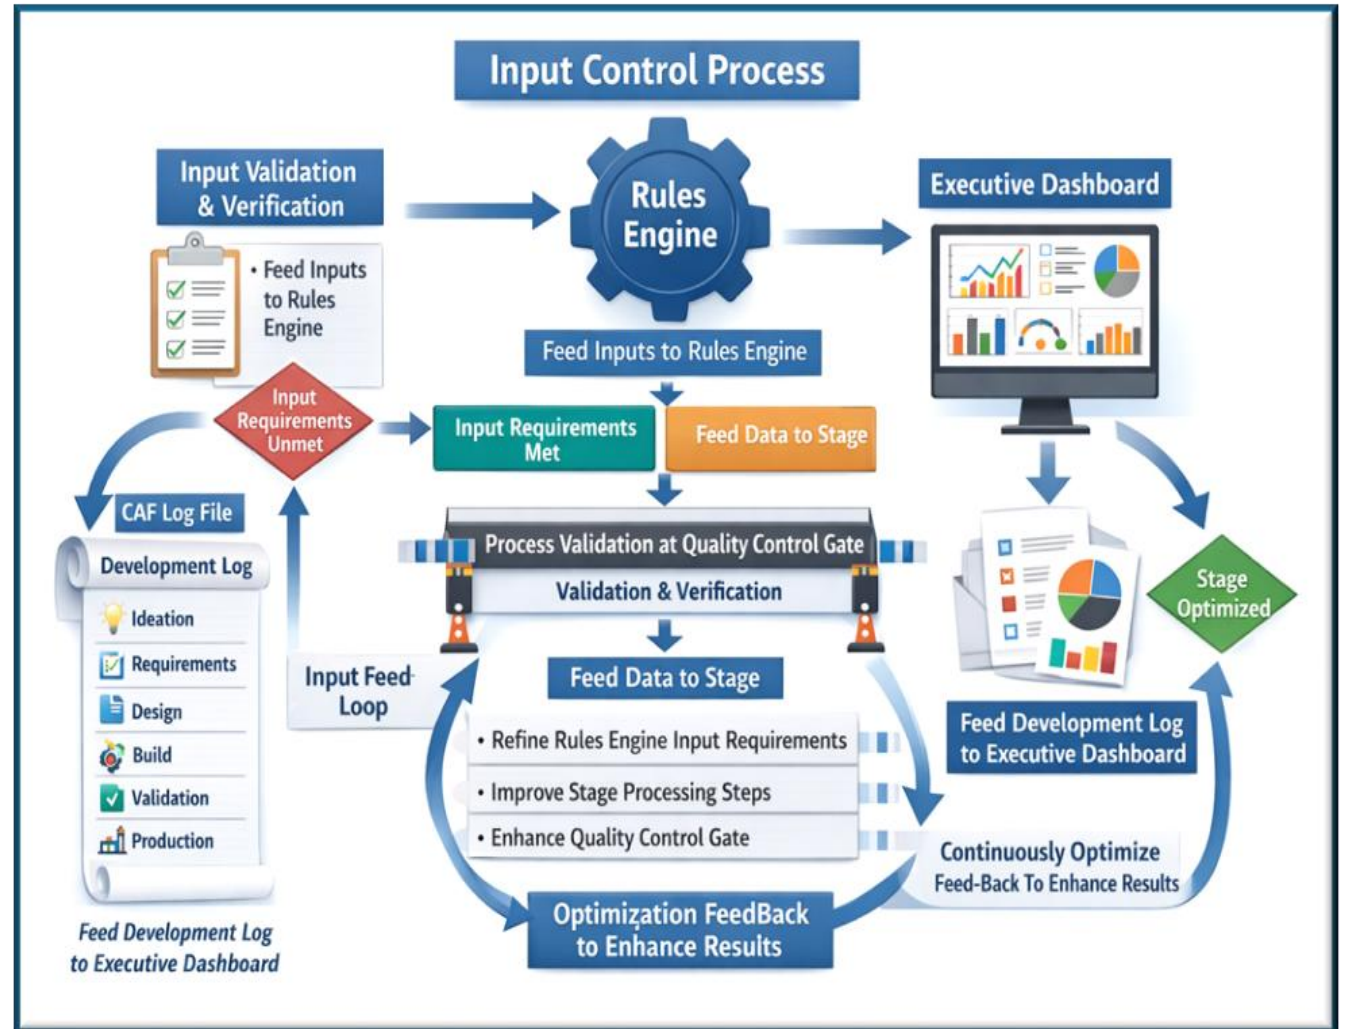 Input Control Process
Input Validation
& Verification
• Feed Inputs
to Rules
Engine
Rules
Engine
Executive Dashboard
Feed Inputs to Rules Engine
Input
Requirements
Unmet
Input Requirements
Met
Feed Data to Stage
CAF Log File
Development Log
Ideation
Requirements
Design
Build
Validation
Production
Feed Development Log
to Executive Dashboard
Process Validation at Quality Control Gate
Validation & Verification
Input Feed-
Loop
Feed Data to Stage
• Refine Rules Engine Input Requirements
• Improve Stage Processing Steps
• Enhance Quality Control Gate
Optimization FeedBack
to Enhance Results
Stage
Optimized
Feed Development Log
to Executive Dashboard
Continuously Optimize
Feed-Back To Enhance Results